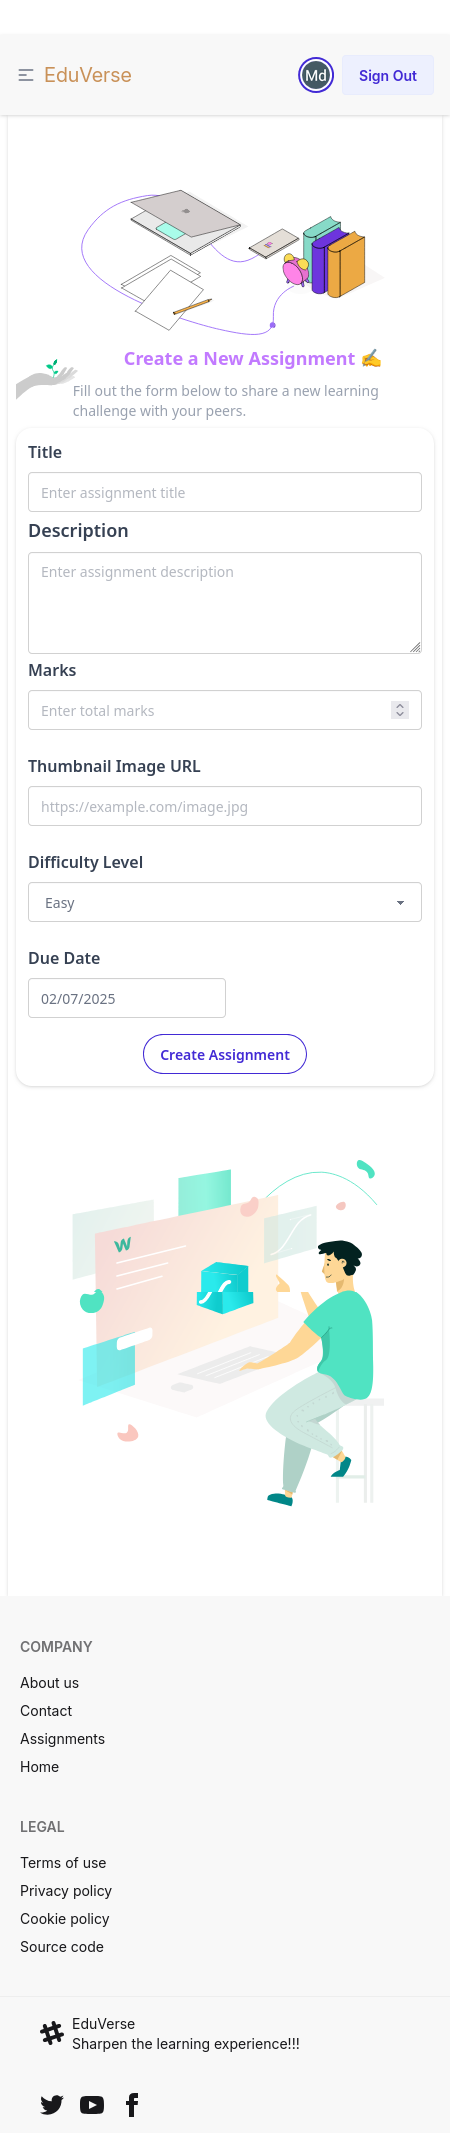 EduVerse
Md
Sign Out
Create a New Assignment ✍️
Fill out the form below to share a new learning
challenge with your peers.
Title
Enter assignment title
Description
Enter assignment description
Marks
Enter total marks
Thumbnail Image URL
https://example.com/image.jpg
Difficulty Level
Easy
Due Date
02/07/2025
Create Assignment
W
COMPANY
About us
Contact
Assignments
Home
LEGAL
Terms of use
Privacy policy
Cookie policy
Source code
EduVerse
Sharpen the learning experience!!!